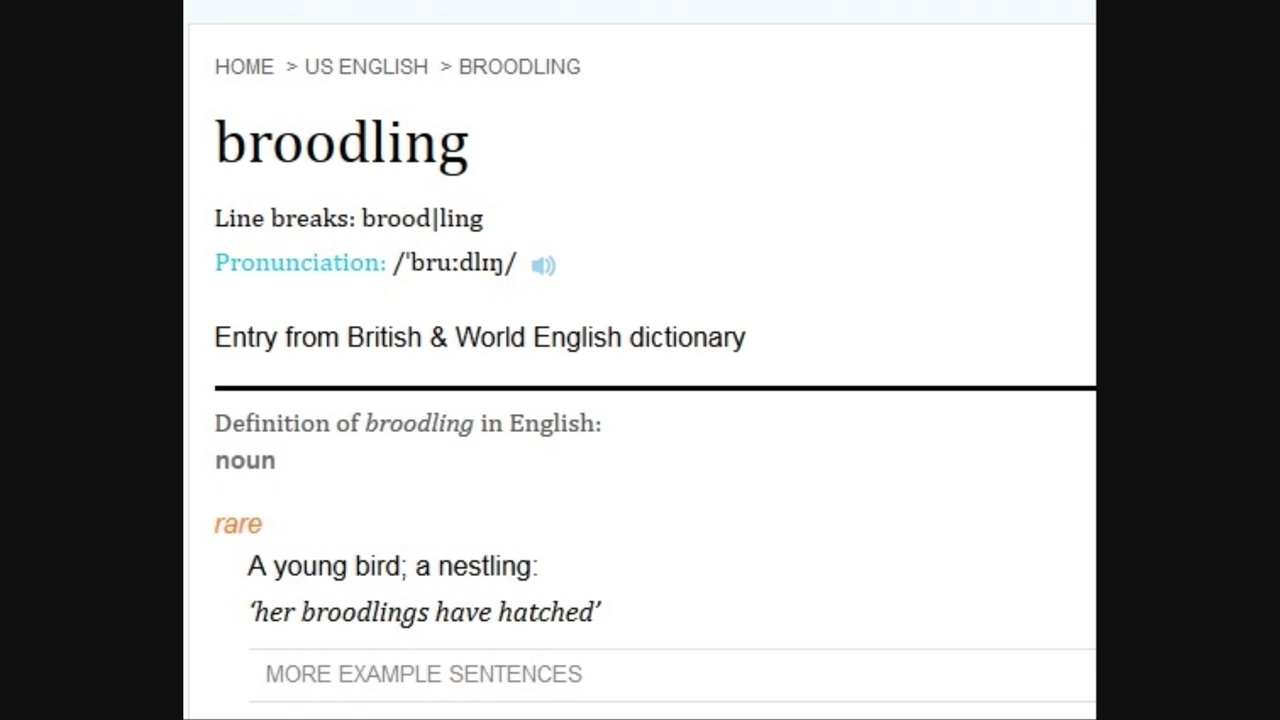 HOME > US ENGLISH > BROODLING
broodling
Line breaks: brood|ling
Pronunciation: /ˈbruːdlɪŋ/
Entry from British & World English dictionary
Definition of broodling in English:
noun
rare
A young bird; a nestling:
‘her broodlings have hatched’
MORE EXAMPLE SENTENCES